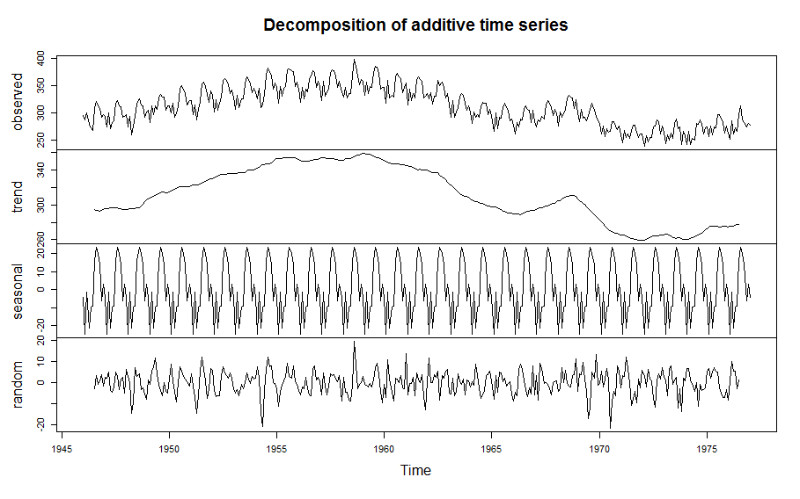 Decomposition of additive time series
observed
250 300 350 400
trend
260 300 340
seasonal
-20 0 10 20
random
-20 0 10 20
1945 1950 1955 1960 1965 1970 1975
Time